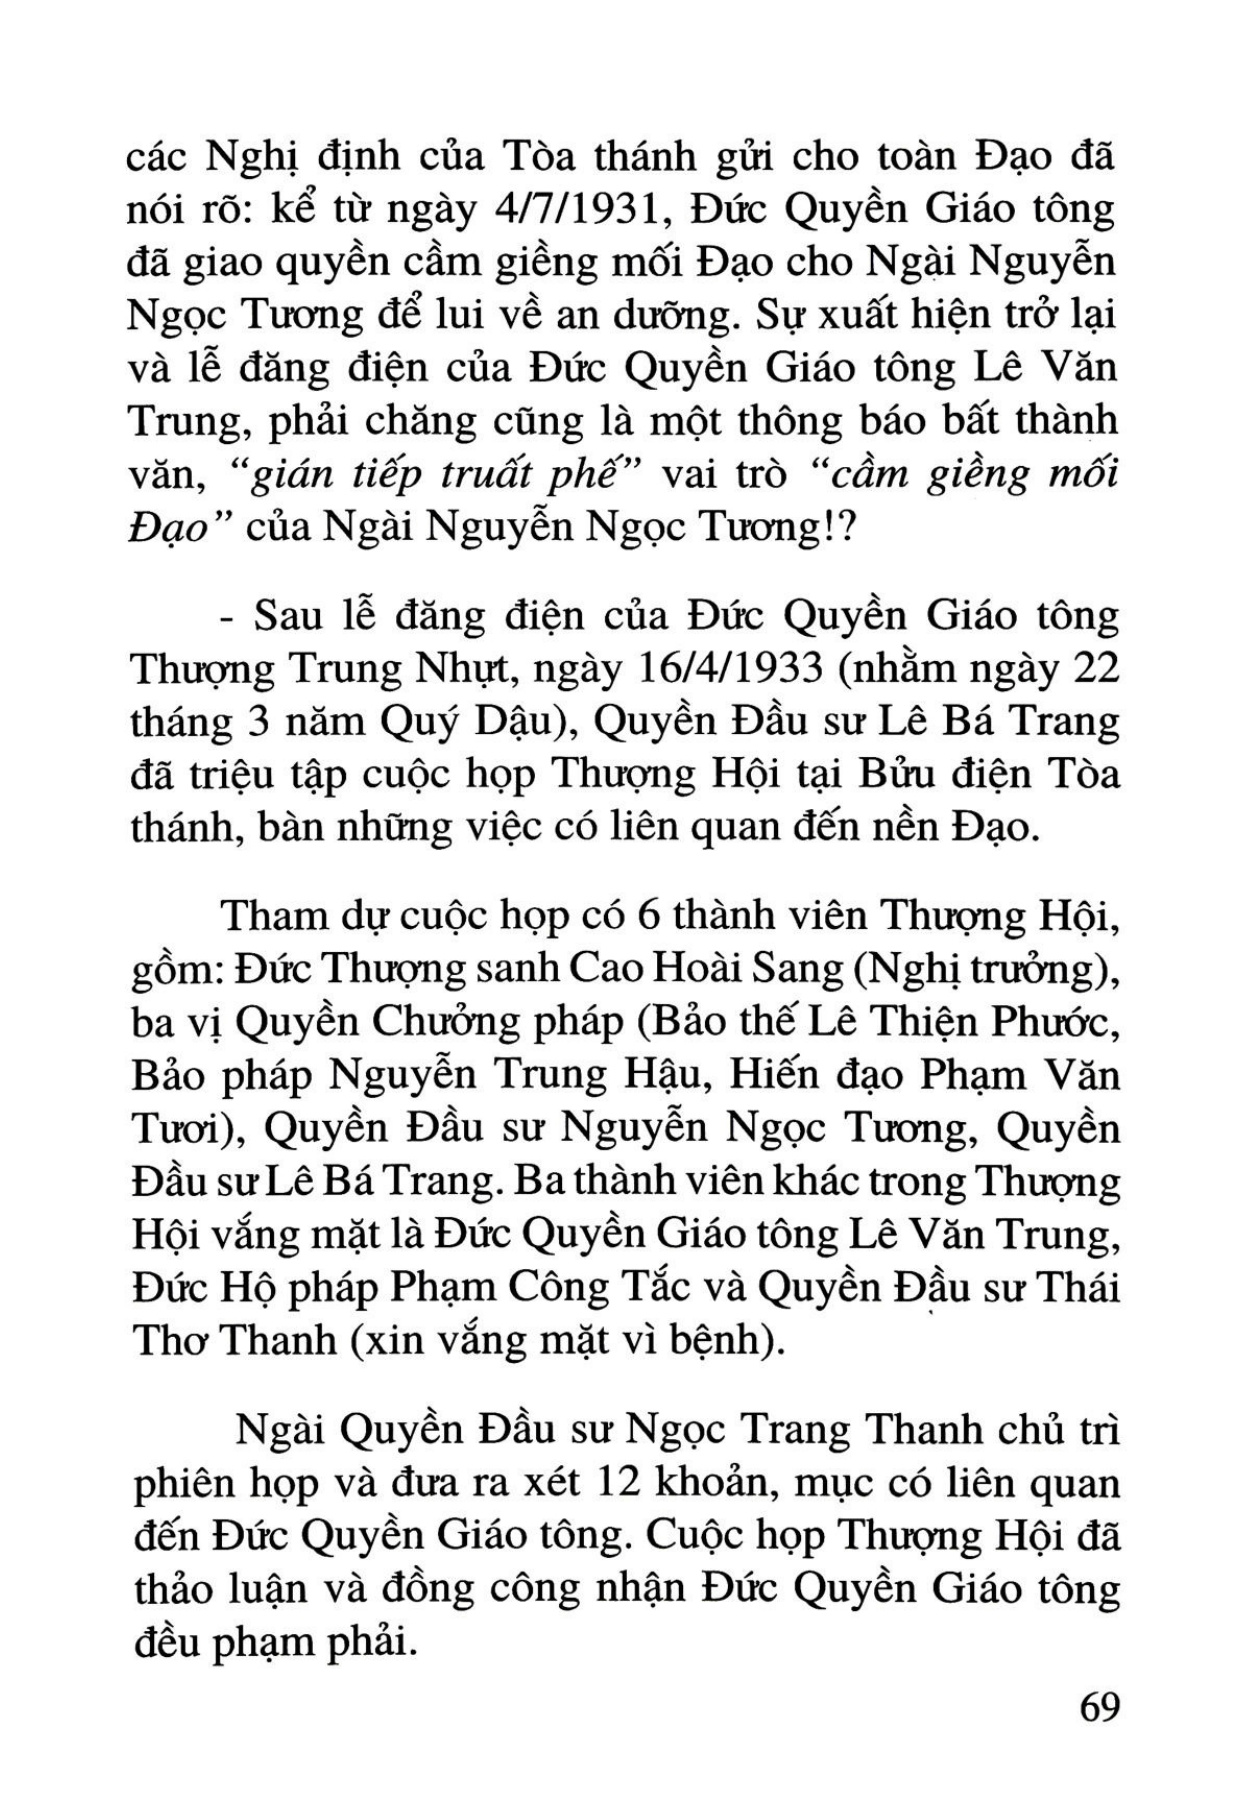 các Nghị định của Tòa thánh gửi cho toàn Đạo đã
nói rõ: kể từ ngày 4/7/1931, Đức Quyền Giáo tông
đã giao quyền cầm giềng mối Đạo cho Ngài Nguyễn
Ngọc Tương để lui về an dưỡng. Sự xuất hiện trở lại
và lễ đăng điện của Đức Quyền Giáo tông Lê Văn
Trung, phải chăng cũng là một thông báo bất thành
văn, “gián tiếp truất phế” vai trò “cầm giềng mối
Đạo” của Ngài Nguyễn Ngọc Tương!?
- Sau lễ đăng điện của Đức Quyền Giáo tông
Thượng Trung Nhựt, ngày 16/4/1933 (nhằm ngày 22
tháng 3 năm Quý Dậu), Quyền Đầu sư Lê Bá Trang
đã triệu tập cuộc họp Thượng Hội tại Bửu điện Tòa
thánh, bàn những việc có liên quan đến nền Đạo.
Tham dự cuộc họp có 6 thành viên Thượng Hội,
gồm: Đức Thượng sanh Cao Hoài Sang (Nghị trưởng),
ba vị Quyền Chưởng pháp (Bảo thế Lê Thiện Phước,
Bảo pháp Nguyễn Trung Hậu, Hiến đạo Phạm Văn
Tươi), Quyền Đầu sư Nguyễn Ngọc Tương, Quyền
Đầu sư Lê Bá Trang. Ba thành viên khác trong Thượng
Hội vắng mặt là Đức Quyền Giáo tông Lê Văn Trung,
Đức Hộ pháp Phạm Công Tắc và Quyền Đầu sư Thái
Thơ Thanh (xin vắng mặt vì bệnh).
Ngài Quyền Đầu sư Ngọc Trang Thanh chủ trì
phiên họp và đưa ra xét 12 khoản, mục có liên quan
đến Đức Quyền Giáo tông. Cuộc họp Thượng Hội đã
thảo luận và đồng công nhận Đức Quyền Giáo tông
đều phạm phải.
69